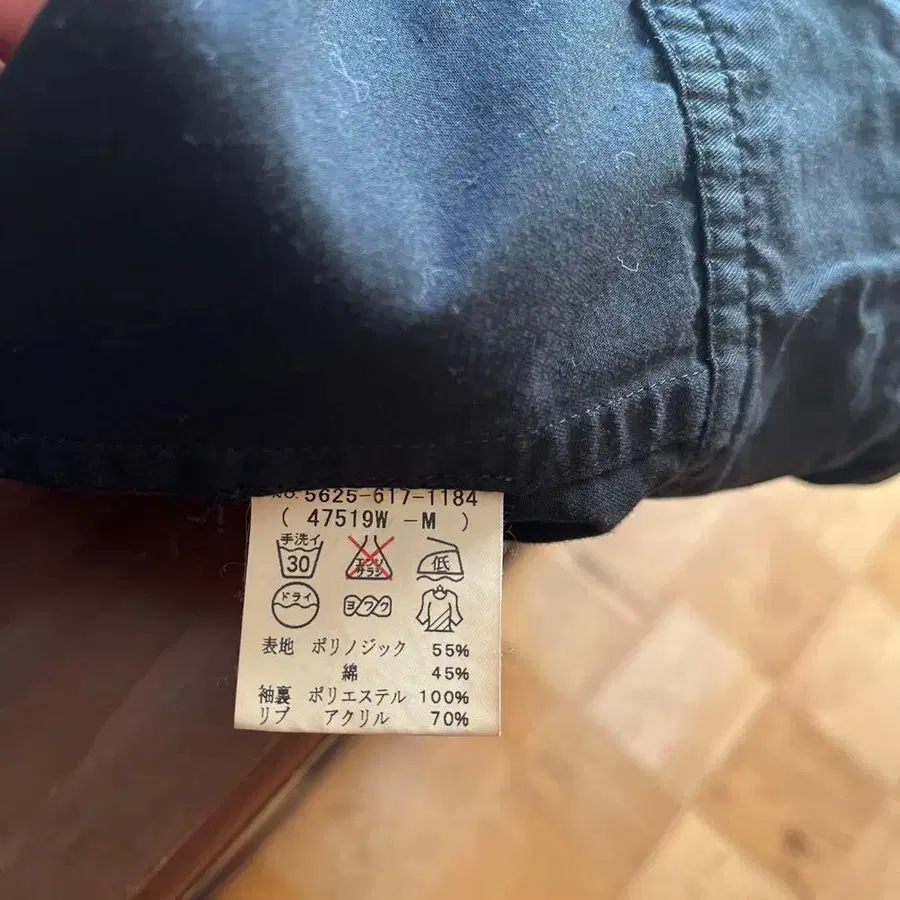 No. 5625-617-1184
( 47519W -M )
手洗イ
30
エンソ
サラシ
低
ドライ
ヨワク
表地 ポリノジック 55%
綿 45%
袖裏 ポリエステル 100%
リブ アクリル 70%